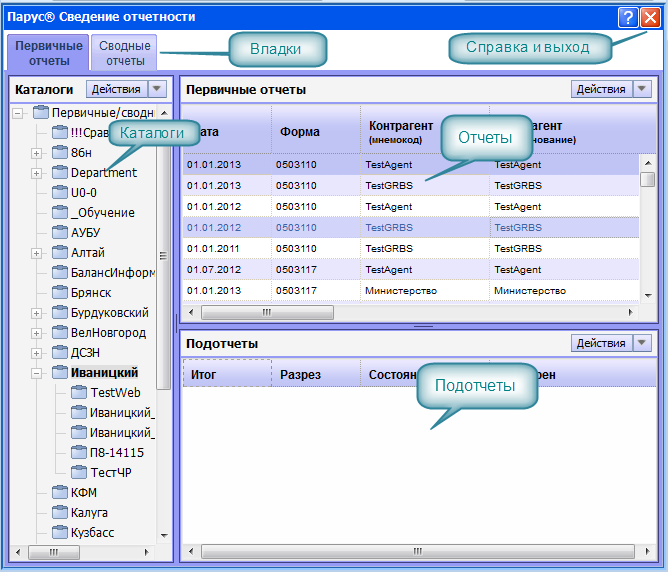 Парус® Сведение отчетности
?
Первичные
отчеты
Сводные
отчеты
Владки
Справка и выход
Каталоги
Действия
Первичные/сводн
!!!Срав
86н
Department
U0-0
_Обучение
АУБУ
Алтай
БалансИнформ
Брянск
Бурдуковский
ВелНовгород
ДСЗН
Иваницкий
TestWeb
Иваницкий_
Иваницкий_
П8-14115
ТестЧР
КФМ
Калуга
Кузбасс
Каталоги
Первичные отчеты
Действия
ата Форма Контрагент агент
(мнемокод) нование)
Отчеты
01.01.2013 0503110 TestAgent TestAgent
01.01.2013 0503110 TestGRBS TestGRBS
01.01.2012 0503110 TestAgent TestAgent
01.01.2012 0503110 TestGRBS TestGRBS
01.01.2011 0503110 TestGRBS TestGRBS
01.07.2012 0503117 TestAgent TestAgent
01.01.2013 0503117 Министерство Министерство
Подотчеты
Действия
Итог Разрез Состоян рен
Подотчеты